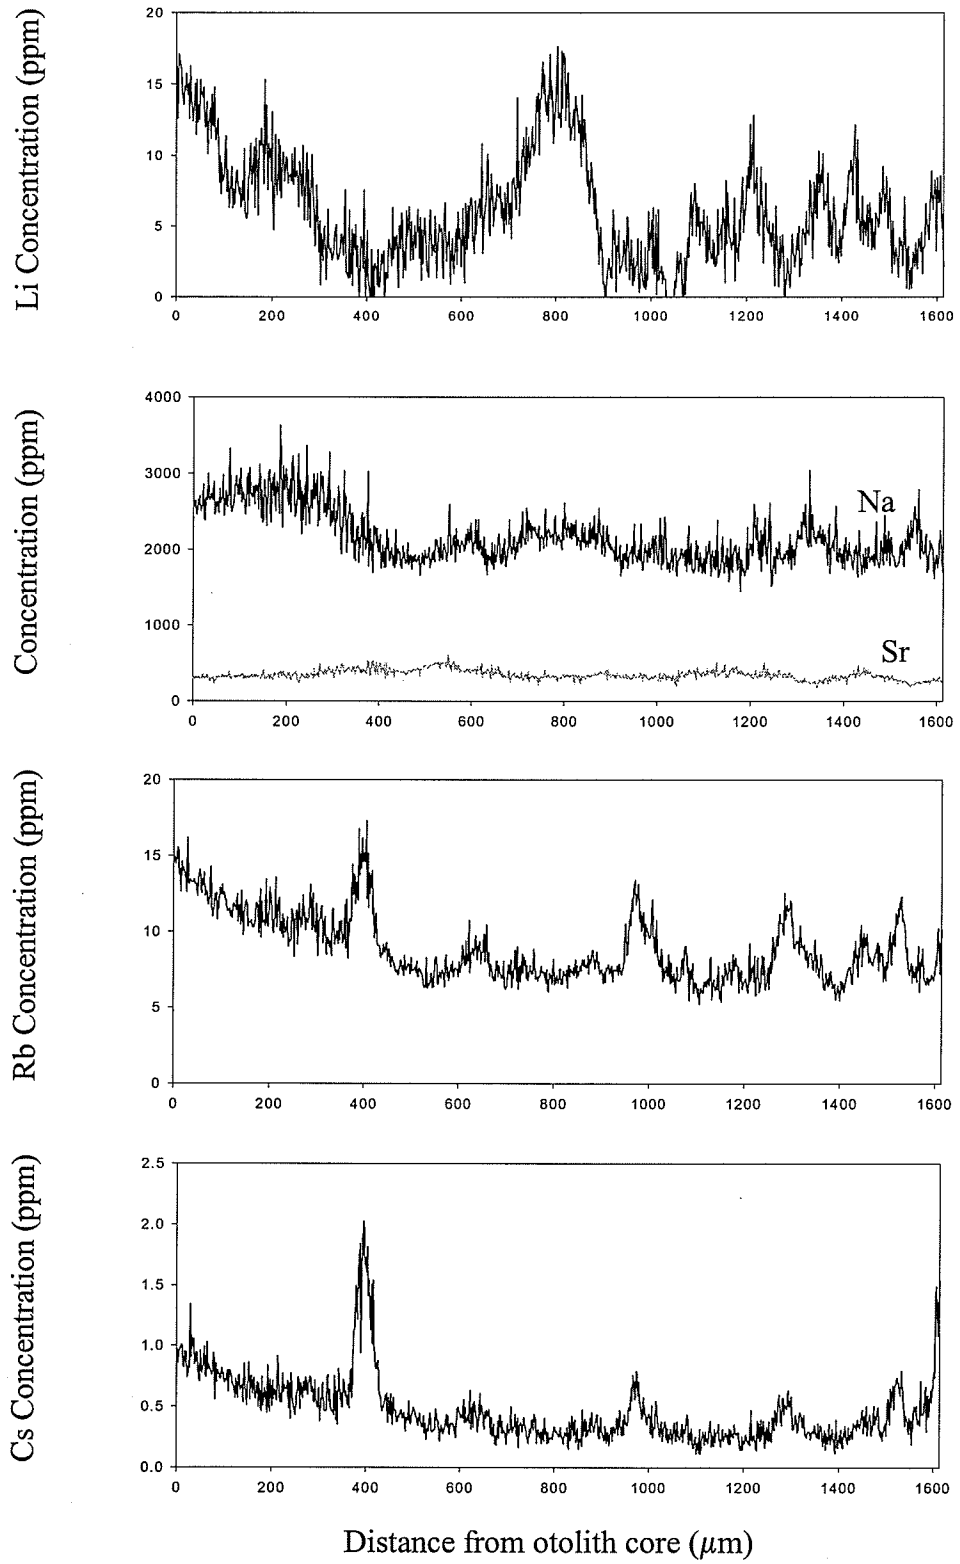 Li Concentration (ppm)
20
15
10
5
0
0 200 400 600 800 1000 1200 1400 1600
Concentration (ppm)
4000
3000
2000
1000
0
Na
Sr
0 200 400 600 800 1000 1200 1400 1600
Rb Concentration (ppm)
20
15
10
5
0
0 200 400 600 800 1000 1200 1400 1600
Cs Concentration (ppm)
2.5
2.0
1.5
1.0
0.5
0.0
0 200 400 600 800 1000 1200 1400 1600
Distance from otolith core (μm)